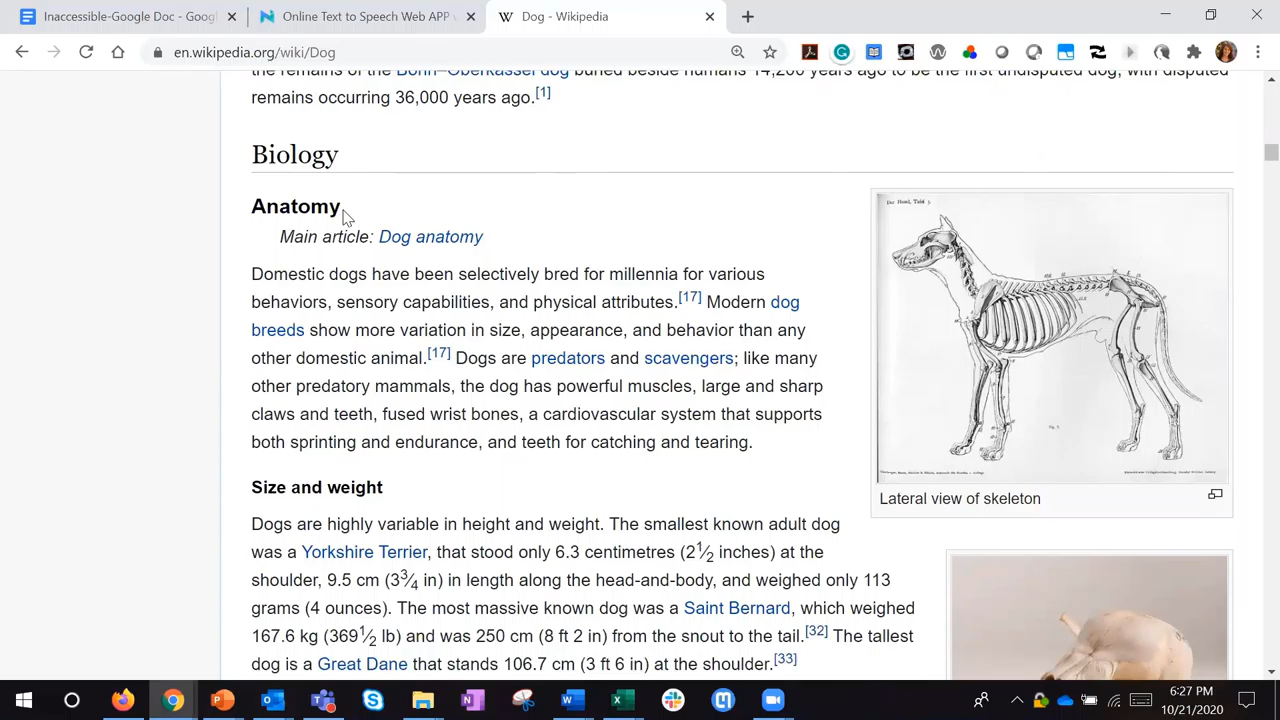 Inaccessible-Google Doc - Googl
Online Text to Speech Web APP
Dog - Wikipedia
en.wikipedia.org/wiki/Dog
the remains of the Bonn–Oberkassel dog buried beside humans 14,200 years ago to be the first undisputed dog, with disputed
remains occurring 36,000 years ago.[1]
Biology
Anatomy
Main article: Dog anatomy
Domestic dogs have been selectively bred for millennia for various
behaviors, sensory capabilities, and physical attributes.[17] Modern dog
breeds show more variation in size, appearance, and behavior than any
other domestic animal.[17] Dogs are predators and scavengers; like many
other predatory mammals, the dog has powerful muscles, large and sharp
claws and teeth, fused wrist bones, a cardiovascular system that supports
both sprinting and endurance, and teeth for catching and tearing.
Lateral view of skeleton
Size and weight
Dogs are highly variable in height and weight. The smallest known adult dog
was a Yorkshire Terrier, that stood only 6.3 centimetres (2 1⁄2 inches) at the
shoulder, 9.5 cm (3 3⁄4 in) in length along the head-and-body, and weighed only 113
grams (4 ounces). The most massive known dog was a Saint Bernard, which weighed
167.6 kg (369 1⁄2 lb) and was 250 cm (8 ft 2 in) from the snout to the tail.[32] The tallest
dog is a Great Dane that stands 106.7 cm (3 ft 6 in) at the shoulder.[33]
6:27 PM
10/21/2020